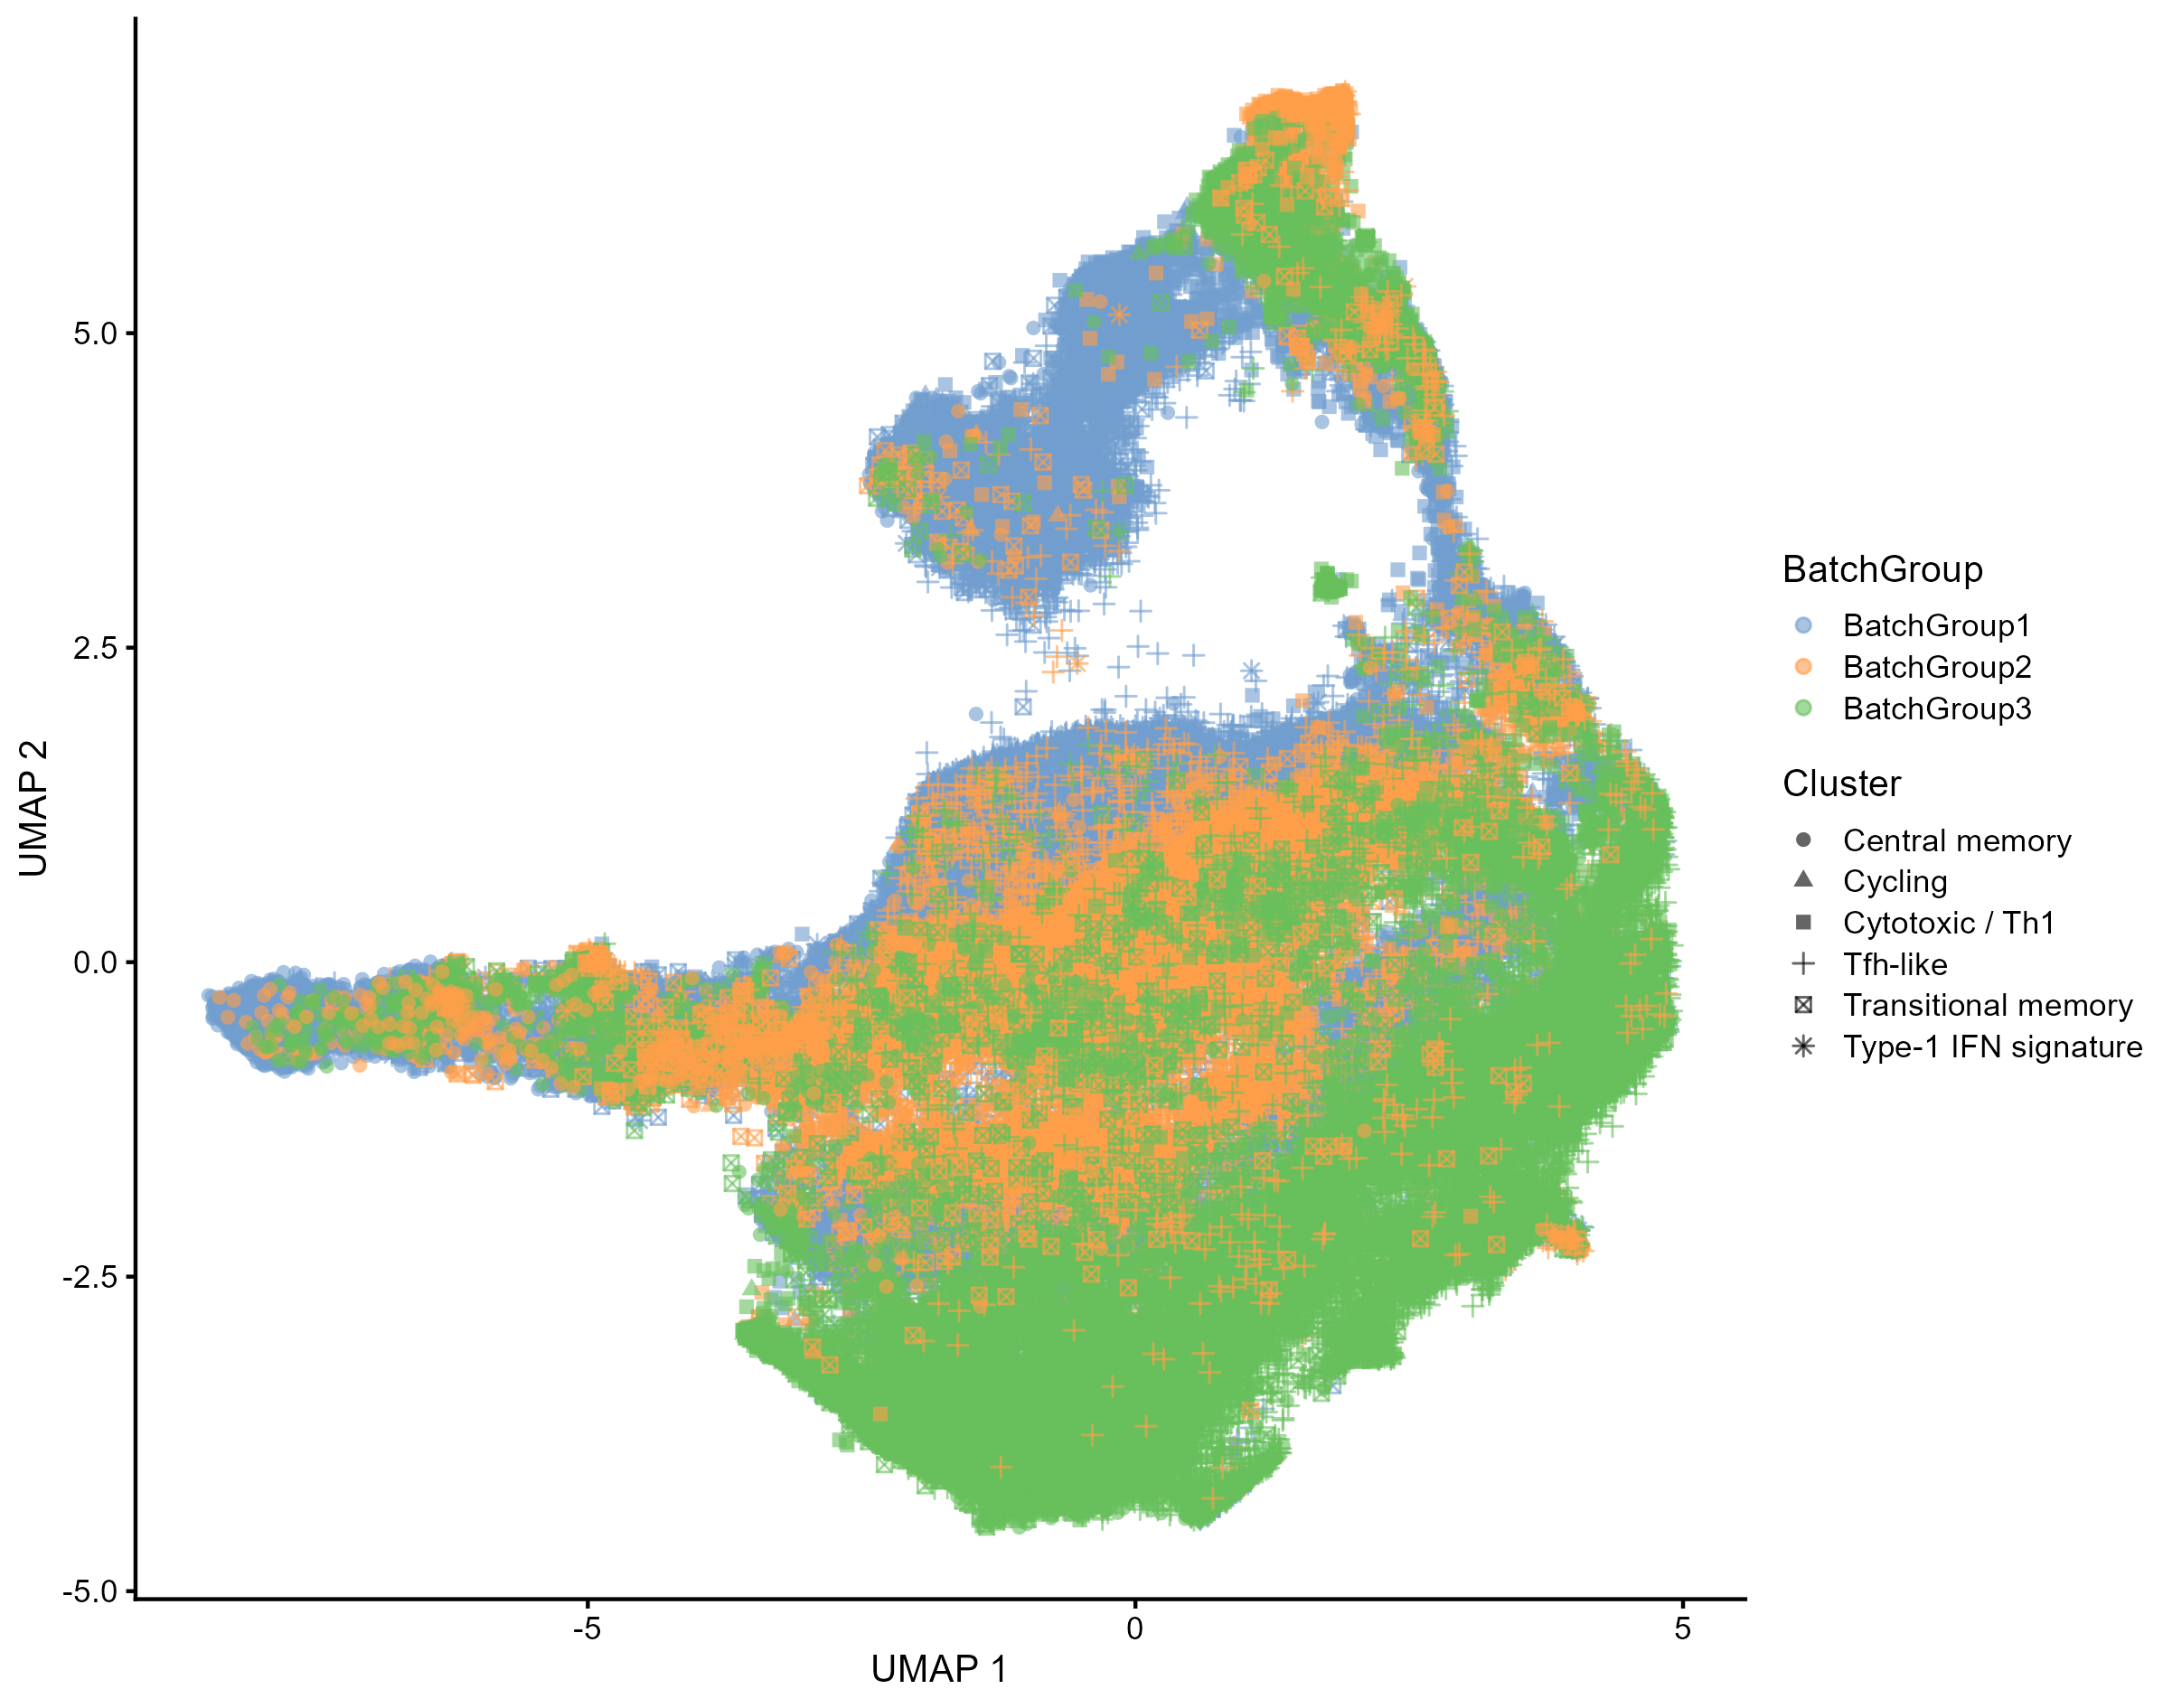 5.0
2.5
0.0
-2.5
-5.0
-5
0
5
UMAP 1
UMAP 2
BatchGroup
BatchGroup1
BatchGroup2
BatchGroup3
Cluster
Central memory
Cycling
Cytotoxic / Th1
Tfh-like
Transitional memory
Type-1 IFN signature